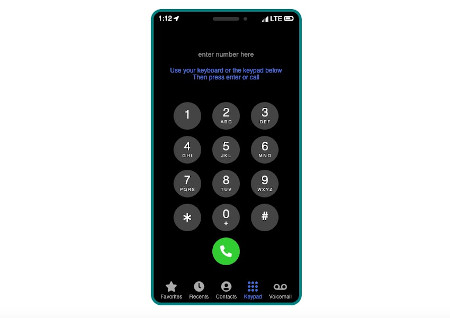 1:12 LTE
enter number here
Use your keyboard or the keypad below
Then press enter or call
1 2 3
ABC DEF
4 5 6
GHI JKL MNO
7 8 9
PQRS TUV WXYZ
* 0 #
+
Favorites Recents Contacts Keypad Voicemail